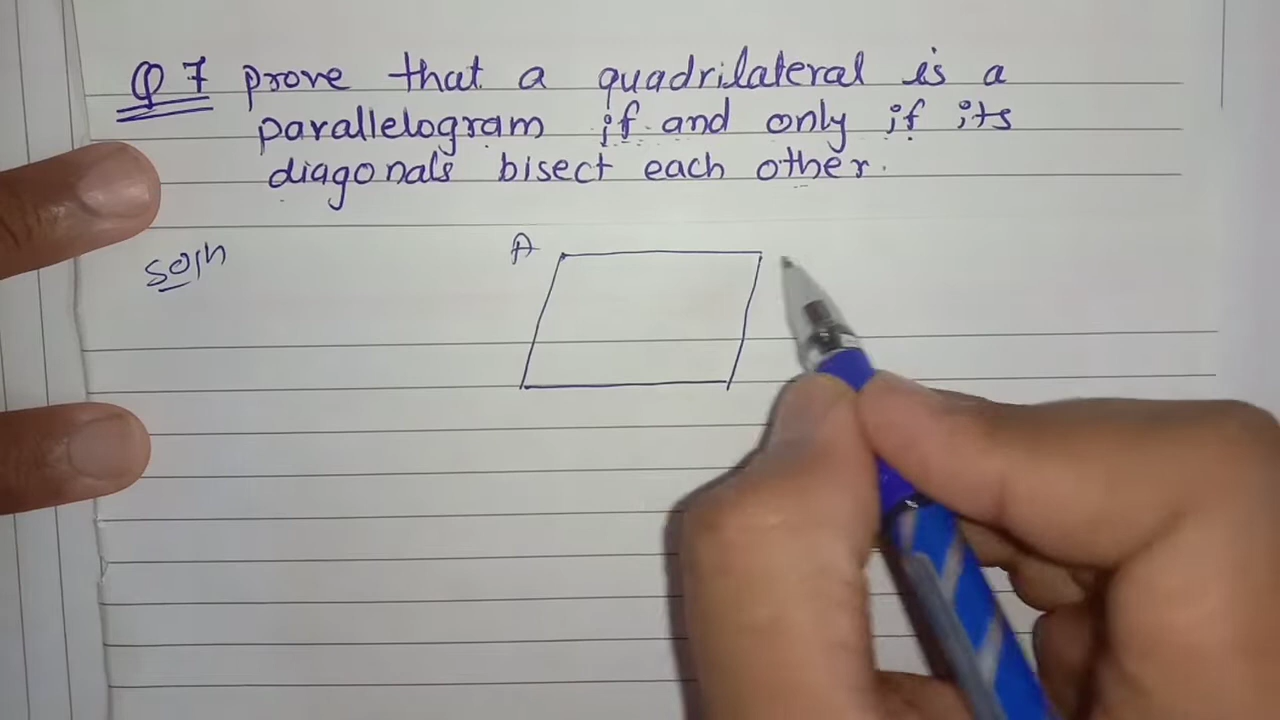 Q 7 prove that a quadrilateral is a
parallelogram if and only if its
diagonals bisect each other.
Soln
A